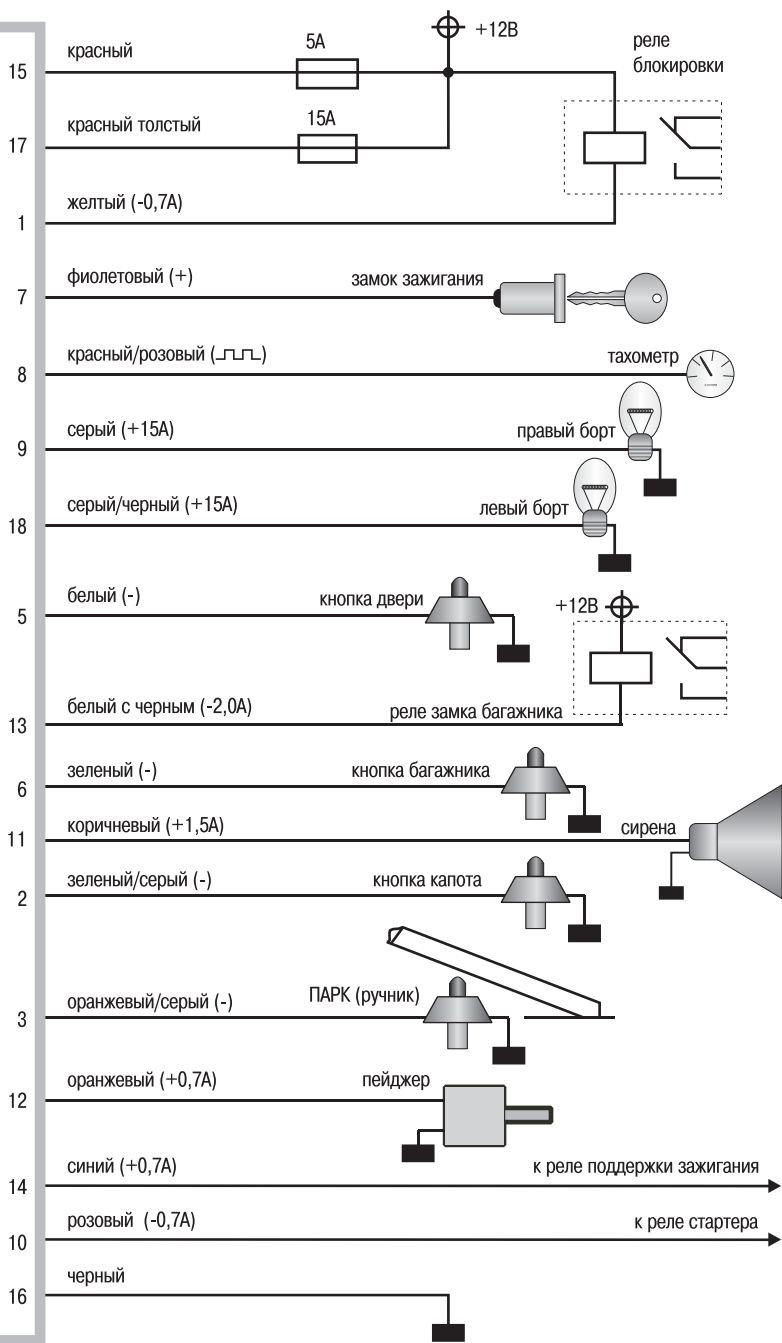 +12В
красный
5А
реле
блокировки
15
красный толстый
15А
17
желтый (-0,7А)
1
фиолетовый (+)
замок зажигания
7
красный/розовый ( )
тахометр
8
серый (+15А)
правый борт
9
серый/черный (+15А)
левый борт
18
белый (-)
кнопка двери
+12В
5
белый с черным (-2,0А)
реле замка багажника
13
зеленый (-)
кнопка багажника
6
коричневый (+1,5А)
сирена
11
зеленый/серый (-)
кнопка капота
2
оранжевый/серый (-)
ПАРК (ручник)
3
оранжевый (+0,7А)
пейджер
12
синий (+0,7А)
к реле поддержки зажигания
14
розовый (-0,7А)
к реле стартера
10
черный
16